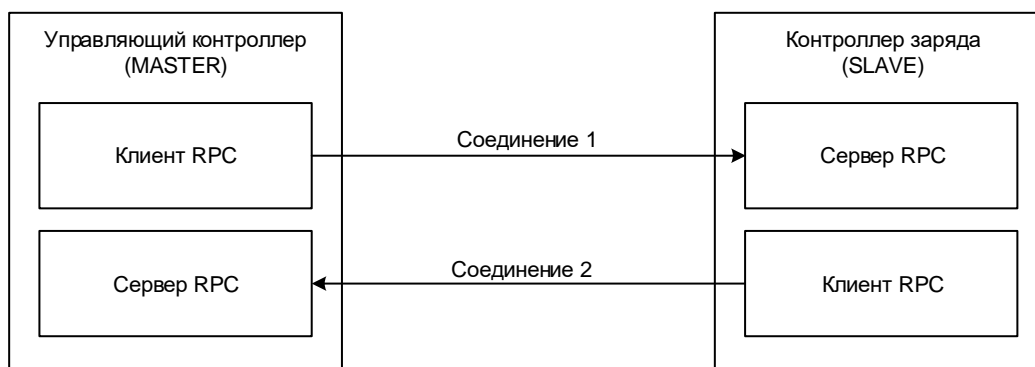 Управляющий контроллер
(MASTER)
Контроллер заряда
(SLAVE)
Клиент RPC
Соединение 1
Сервер RPC
Сервер RPC
Соединение 2
Клиент RPC